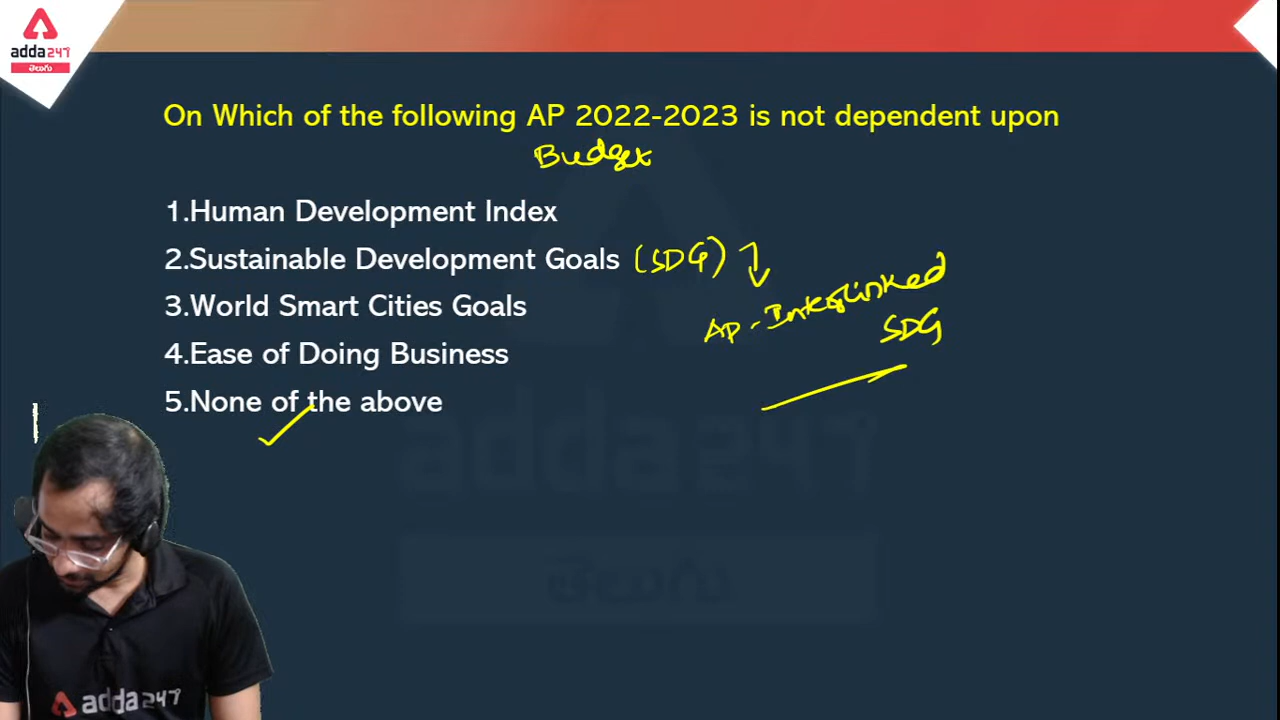 adda247
తెలుగు
On Which of the following AP 2022-2023 is not dependent upon
Budget
1.Human Development Index
2.Sustainable Development Goals (SDG)
3.World Smart Cities Goals
AP - Interlinked
SDG
4.Ease of Doing Business
5.None of the above
adda247
తెలుగు
adda247